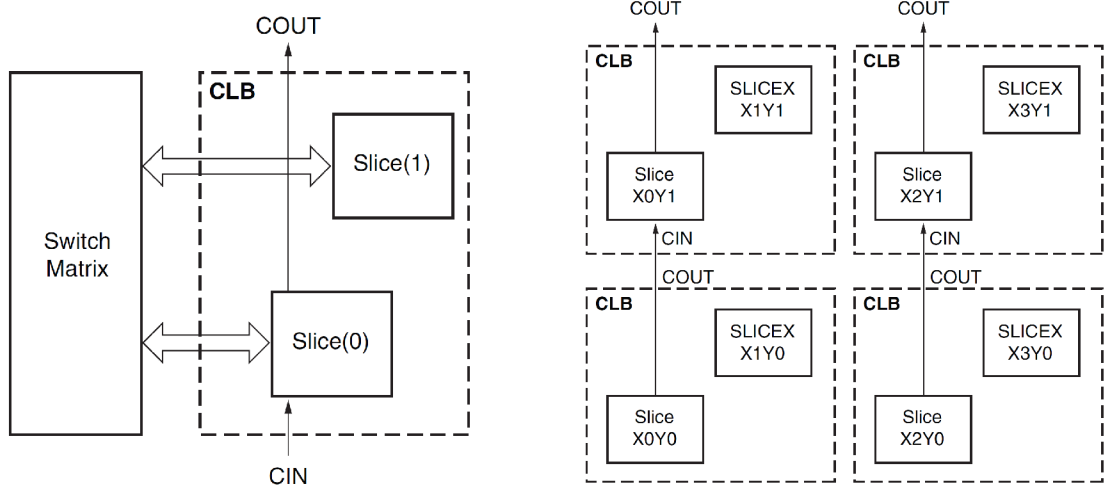 COUT
CLB
Slice(1)
Switch
Matrix
Slice(0)
CIN
COUT
COUT
CLB
SLICEX
X1Y1
Slice
X0Y1
CIN
CLB
SLICEX
X3Y1
Slice
X2Y1
CIN
COUT
CLB
SLICEX
X1Y0
Slice
X0Y0
COUT
CLB
SLICEX
X3Y0
Slice
X2Y0